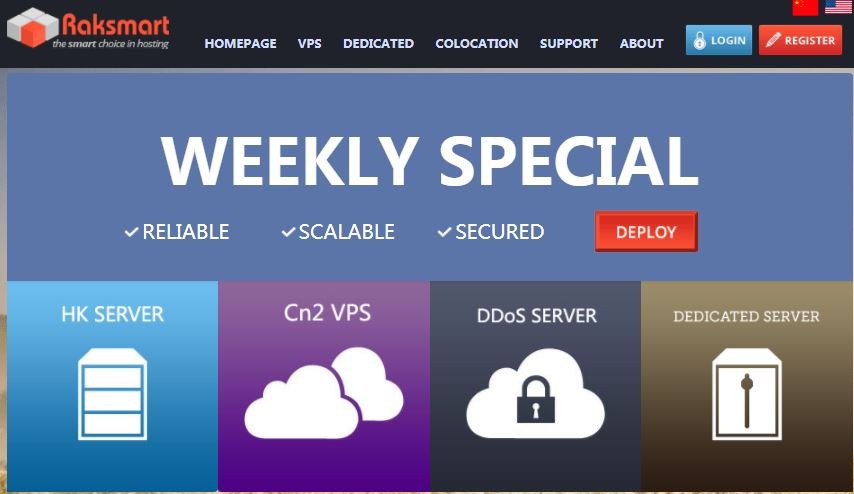 Raksmart
the smart choice in hosting
HOMEPAGE VPS DEDICATED COLOCATION SUPPORT ABOUT LOGIN REGISTER
WEEKLY SPECIAL
RELIABLE SCALABLE SECURED DEPLOY
HK SERVER Cn2 VPS DDoS SERVER DEDICATED SERVER